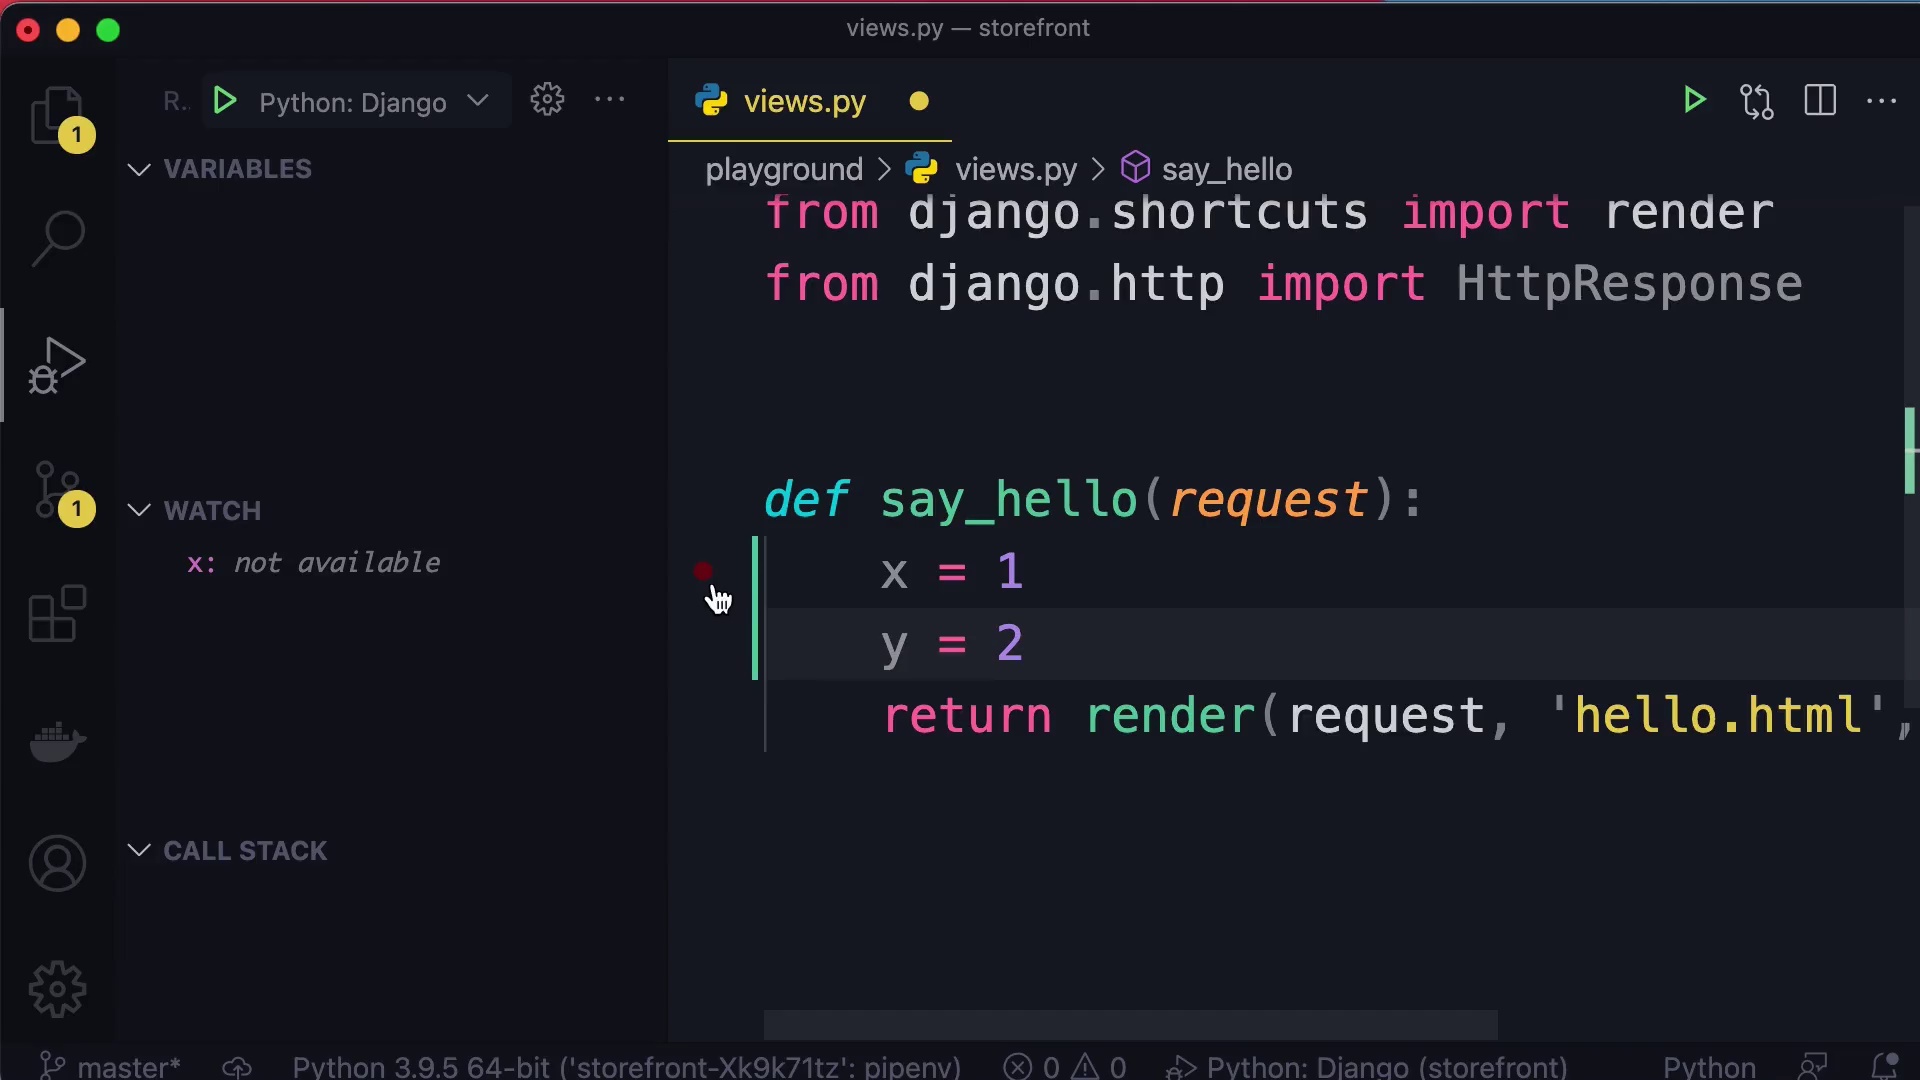 views.py — storefront
R.. Python: Django
views.py
1
VARIABLES
playground > views.py > say_hello
from django.shortcuts import render
from django.http import HttpResponse
def say_hello(request):
WATCH
1
x: not available
x = 1
y = 2
return render(request, 'hello.html',
CALL STACK
master* Python 3.9.5 64-bit ('storefront-Xk9k71tz': pipenv) 0 0 Python: Django (storefront) Python